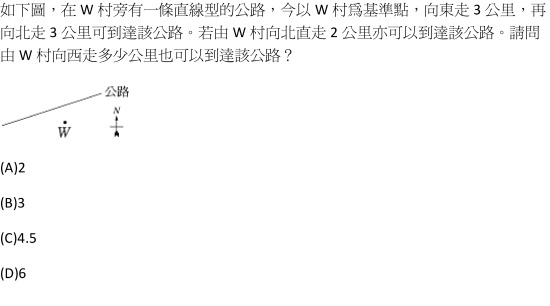 如下圖，在 W 村旁有一條直線型的公路，今以 W 村爲基準點，向東走 3 公里，再
向北走 3 公里可到達該公路。若由 W 村向北直走 2 公里亦可以到達該公路。請問
由 W 村向西走多少公里也可以到達該公路？
公路
N
W
(A)2
(B)3
(C)4.5
(D)6